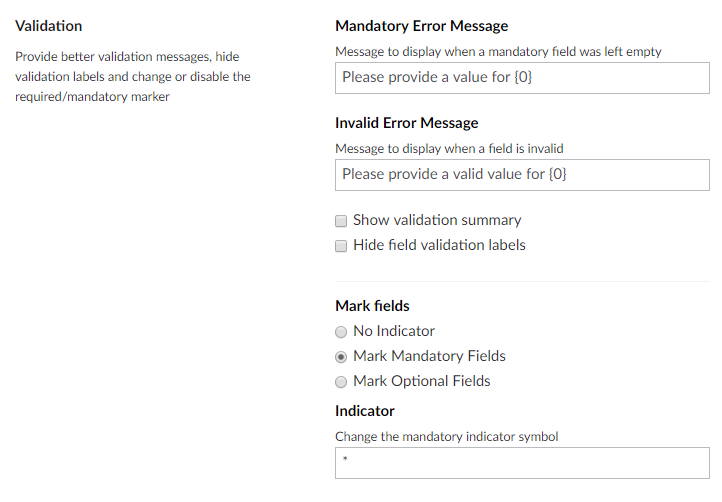 Validation
Provide better validation messages, hide
validation labels and change or disable the
required/mandatory marker
Mandatory Error Message
Message to display when a mandatory field was left empty
Please provide a value for {0}
Invalid Error Message
Message to display when a field is invalid
Please provide a valid value for {0}
Show validation summary
Hide field validation labels
Mark fields
No Indicator
Mark Mandatory Fields
Mark Optional Fields
Indicator
Change the mandatory indicator symbol
*